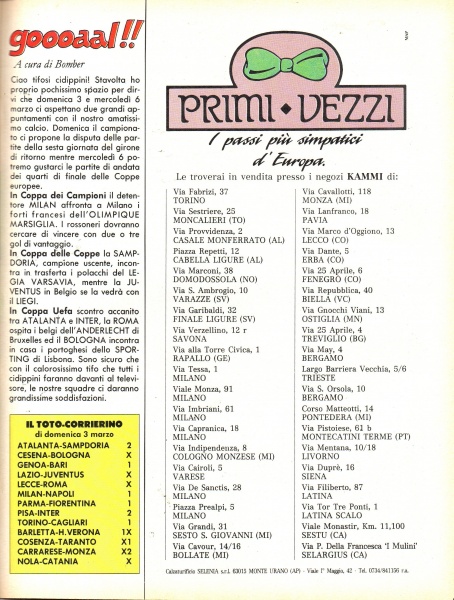 goooaal!!
A cura di Bomber
Ciao tifosi cidippini! Stavolta ho
proprio pochissimo spazio per dir-
vi che domenica 3 e mercoledì 6
marzo ci aspettano due grandi ap-
puntamenti con il nostro amatissi-
mo calcio. Domenica il campiona-
to ci propone la disputa delle par-
tite della sesta giornata del girone
di ritorno mentre mercoledì 6 po-
tremo gustarci le partite di andata
dei quarti di finale delle Coppe
europee.
In Coppa dei Campioni il deten-
tore MILAN affronta a Milano i
forti francesi dell'OLIMPIQUE
MARSIGLIA. I rossoneri dovranno
cercare di vincere con due o tre
gol di vantaggio.
In Coppa delle Coppe la SAMP-
DORIA, campione uscente, incon-
tra in trasferta i polacchi del LE-
GIA VARSAVIA, mentre la JU-
VENTUS in Belgio se la vedrà con
il LIEGI.
In Coppa Uefa scontro accanito
tra ATALANTA e INTER, la ROMA
ospita i belgi dell'ANDERLECHT di
Bruxelles ed il BOLOGNA incontra
in casa i portoghesi dello SPOR-
TING di Lisbona. Sono sicuro che
con il calorosissimo tifo che tutti i
cidippini faranno davanti al televi-
sore, le nostre squadre ci daranno
grandissime soddisfazioni.
IL TOTO-CORRIERINO
di domenica 3 marzo
ATALANTA-SAMPDORIA 2
CESENA-BOLOGNA X
GENOA-BARI 1
LAZIO-JUVENTUS X
LECCE-ROMA X
MILAN-NAPOLI 1
PARMA-FIORENTINA 1
PISA-INTER 2
TORINO-CAGLIARI 1
BARLETTA-H.VERONA 1X
COSENZA-TARANTO X1
CARRARESE-MONZA X2
NOLA-CATANIA X
PRIMI • VEZZI
I passi più simpatici
d'Europa.
Le troverai in vendita presso i negozi KAMMI di:
Via Fabrizi, 37
TORINO
Via Sestriere, 25
MONCALIERI (TO)
Via Provvidenza, 2
CASALE MONFERRATO (AL)
Piazza Repetti, 12
CABELLA LIGURE (AL)
Via Marconi, 38
DOMODOSSOLA (NO)
Via S. Ambrogio, 10
VARAZZE (SV)
Via Garibaldi, 32
FINALE LIGURE (SV)
Via Verzellino, 12 r
SAVONA
Via alla Torre Civica, 1
RAPALLO (GE)
Via Tessa, 1
MILANO
Viale Monza, 91
MILANO
Via Imbriani, 61
MILANO
Via Capranica, 18
MILANO
Via Indipendenza, 8
COLOGNO MONZESE (MI)
Via Cairoli, 5
VARESE
Via De Sanctis, 28
MILANO
Piazza Prealpi, 5
MILANO
Via Grandi, 31
SESTO S. GIOVANNI (MI)
Via Cavour, 14/16
BOLLATE (MI)
Via Cavallotti, 118
MONZA (MI)
Via Lanfranco, 18
PAVIA
Via Marco d'Oggiono, 13
LECCO (CO)
Via Dante, 5
ERBA (CO)
Via 25 Aprile, 6
FENEGRÒ (CO)
Via Repubblica, 40
BIELLA (VC)
Via Gnocchi Viani, 13
OSTIGLIA (MN)
Via 25 Aprile, 4
TREVIGLIO (BG)
Via May, 4
BERGAMO
Largo Barriera Vecchia, 5/6
TRIESTE
Via S. Orsola, 10
BERGAMO
Corso Matteotti, 14
PONTEDERA (MI)
Via Pistoiese, 61 b
MONTECATINI TERME (PT)
Via Mentana, 10/18
LIVORNO
Via Duprè, 16
SIENA
Via Filiberto, 87
LATINA
Via Tor Tre Ponti, 1
LATINA SCALO
Viale Monastir, Km. 11,100
SESTU (CA)
Via P. Della Francesca 'I Mulini'
SELARGIUS (CA)
Calzaturificio SELENIA s.r.l. 63015 MONTE URANO (AP) - Viale 1° Maggio, 42 - Tel. 0734/841156 r.a.